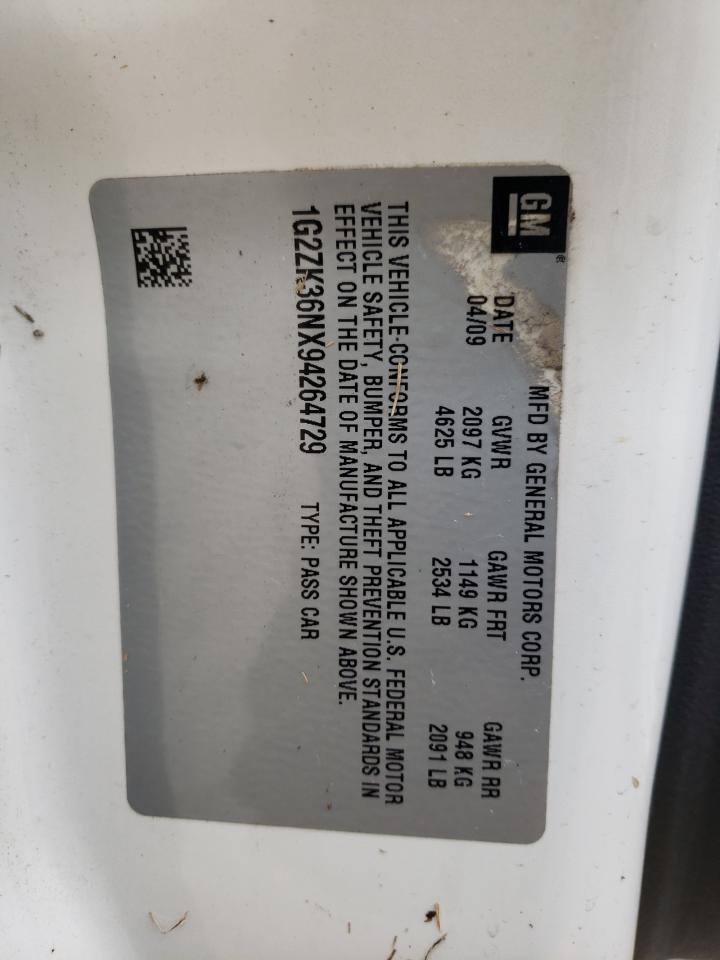 GM
®
MFD BY GENERAL MOTORS CORP.
DATE GVWR GAWR FRT GAWR RR
04/09 2097 KG 1149 KG 948 KG
4625 LB 2534 LB 2091 LB
THIS VEHICLE CONFORMS TO ALL APPLICABLE U.S. FEDERAL MOTOR
VEHICLE SAFETY, BUMPER, AND THEFT PREVENTION STANDARDS IN
EFFECT ON THE DATE OF MANUFACTURE SHOWN ABOVE.
1G2ZK36NX94264729 TYPE: PASS CAR